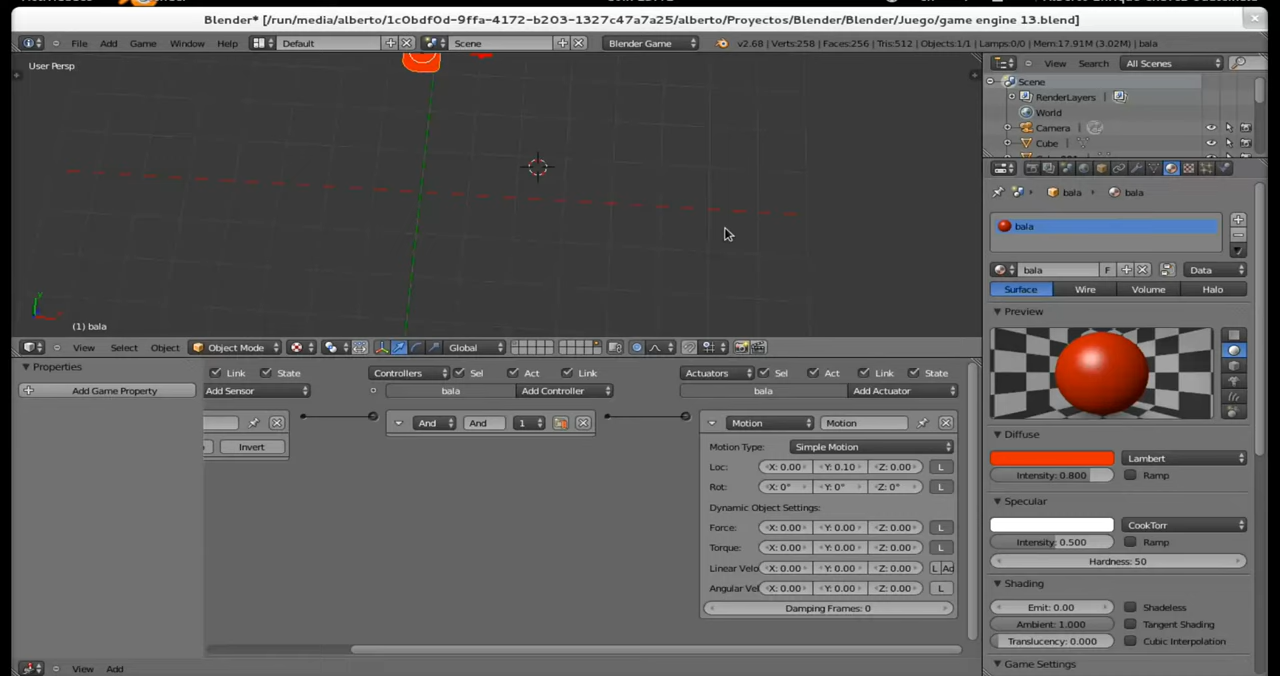 Blender* [/run/media/alberto/1c0bdf0d-9ffa-4172-b203-1327c47a7a25/alberto/Proyectos/Blender/Blender/Juego/game engine 13.blend]
File Add Game Window Help Default Scene Blender Game v2.68 | Verts:258 | Faces:256 | Tris:512 | Objects:1/1 | Lamps:0/0 | Mem:17.91M (3.02M) | bala
View Search All Scenes
User Persp
Scene
RenderLayers
World
Camera
Cube
bala bala
bala
bala F Data
Surface Wire Volume Halo
Preview
(1) bala
View Select Object Object Mode Global
Properties
Add Game Property
Link State Controllers Sel Act Link Actuators Sel Act Link State
Add Sensor bala Add Controller bala Add Actuator
And And 1 Motion Motion
Invert
Motion Type: Simple Motion
Loc: X: 0.00 Y: 0.10 Z: 0.00 L
Rot: X: 0° Y: 0° Z: 0° L
Dynamic Object Settings:
Force: X: 0.00 Y: 0.00 Z: 0.00 L
Torque: X: 0.00 Y: 0.00 Z: 0.00 L
Linear Velo X: 0.00 Y: 0.00 Z: 0.00 L Ad
Angular Vel X: 0.00 Y: 0.00 Z: 0.00 L
Damping Frames: 0
Diffuse
Lambert
Intensity: 0.800 Ramp
Specular
CookTorr
Intensity: 0.500 Ramp
Hardness: 50
Shading
Emit: 0.00 Shadeless
Ambient: 1.000 Tangent Shading
Translucency: 0.000 Cubic Interpolation
Game Settings
View Add